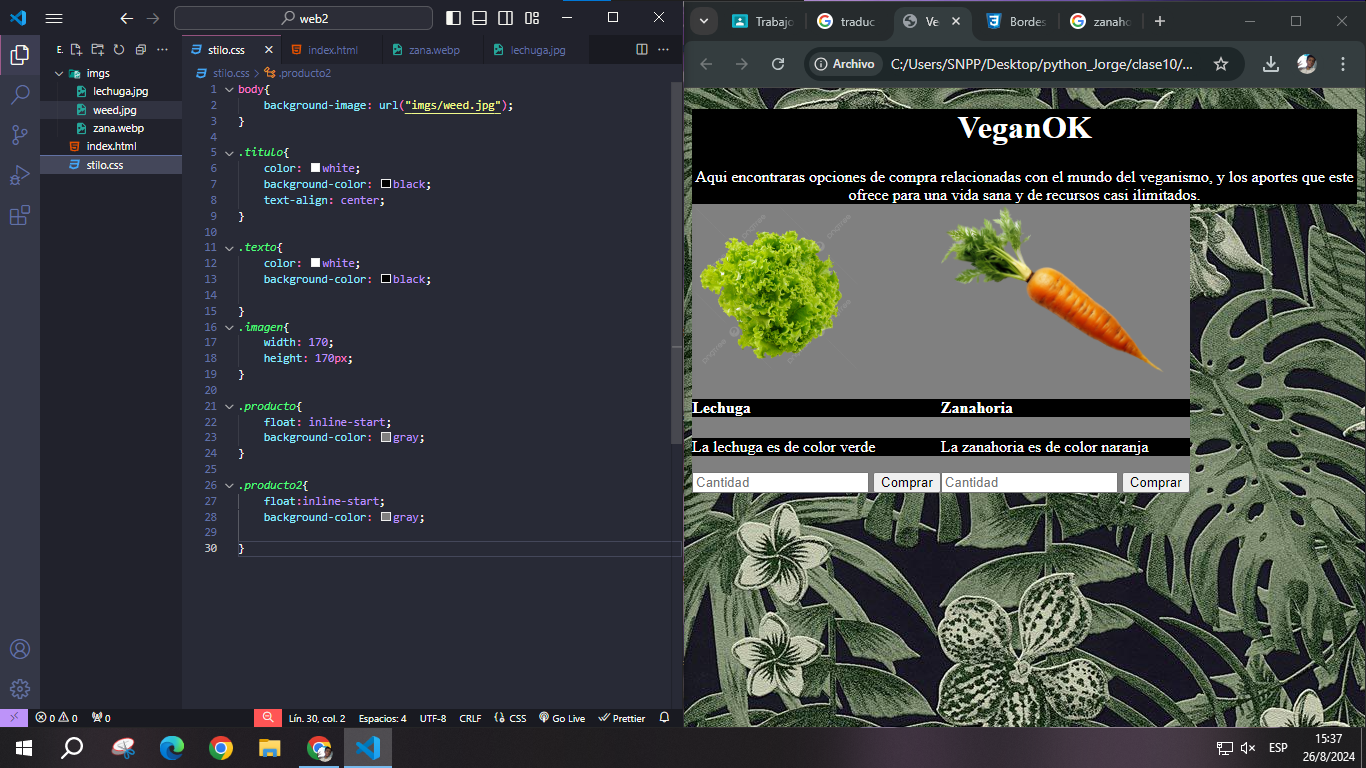 web2
E.
imgs
lechuga.jpg
weed.jpg
zana.webp
index.html
stilo.css
stilo.css
index.html
zana.webp
lechuga.jpg
stilo.css > .producto2
1 body{
2 background-image: url("imgs/weed.jpg");
3 }
4
5 .titulo{
6 color: white;
7 background-color: black;
8 text-align: center;
9 }
10
11 .texto{
12 color: white;
13 background-color: black;
14
15 }
16 .imagen{
17 width: 170;
18 height: 170px;
19 }
20
21 .producto{
22 float: inline-start;
23 background-color: gray;
24 }
25
26 .producto2{
27 float:inline-start;
28 background-color: gray;
29
30 }
0 0 0 Lín. 30, col. 2 Espacios: 4 UTF-8 CRLF CSS Go Live Prettier
Trabajo
traduc
Ve
Bordes
zanaho
Archivo C:/Users/SNPP/Desktop/python_Jorge/clase10/...
VeganOK
Aqui encontraras opciones de compra relacionadas con el mundo del veganismo, y los aportes que este
ofrece para una vida sana y de recursos casi ilimitados.
Lechuga Zanahoria
La lechuga es de color verde La zanahoria es de color naranja
Cantidad Comprar Cantidad Comprar
ESP
15:37
26/8/2024